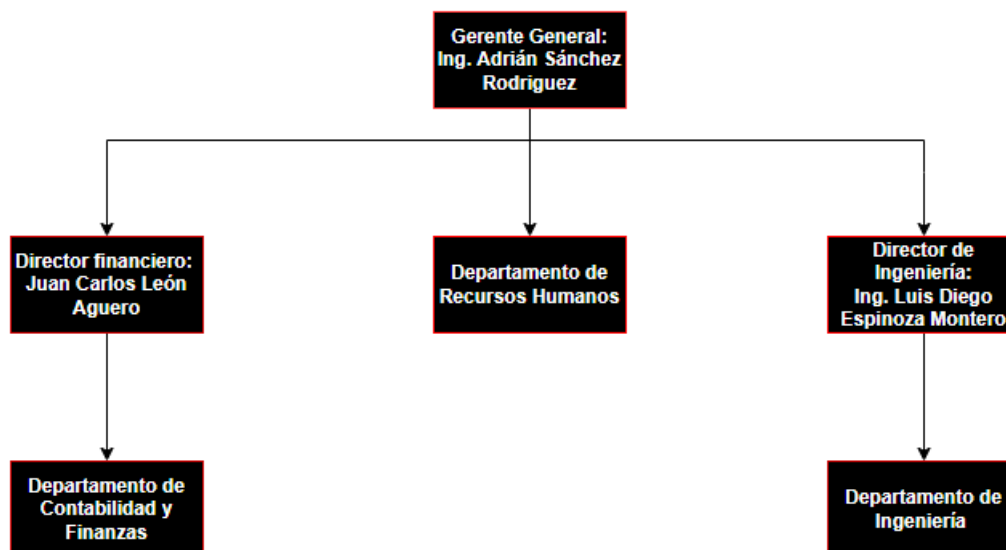 Gerente General:
Ing. Adrián Sánchez
Rodriguez
Director financiero:
Juan Carlos León
Aguero
Departamento de
Recursos Humanos
Director de
Ingeniería:
Ing. Luis Diego
Espinoza Montero
Departamento de
Contabilidad y
Finanzas
Departamento de
Ingeniería